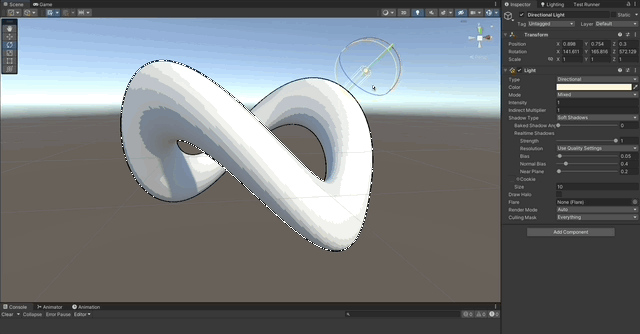 Scene Game
Inspector Lighting Test Runner
Directional Light Static
Tag Untagged Layer Default
Transform
Position X 0.898 Y 0.754 Z 0.3
Rotation X 141.811 Y 165.816 Z 572.129
Scale X 1 Y 1 Z 1
Light
Type Directional
Color
Mode Mixed
Intensity 1
Indirect Multiplier 1
Shadow Type Soft Shadows
Baked Shadow Ang 0
Realtime Shadows
Strength 1
Resolution Use Quality Settings
Bias 0.05
Normal Bias 0.4
Near Plane 0.2
Cookie
Size 10
Draw Halo
Flare None (Flare)
Render Mode Auto
Culling Mask Everything
Add Component
Console Animator Animation
Clear Collapse Error Pause Editor